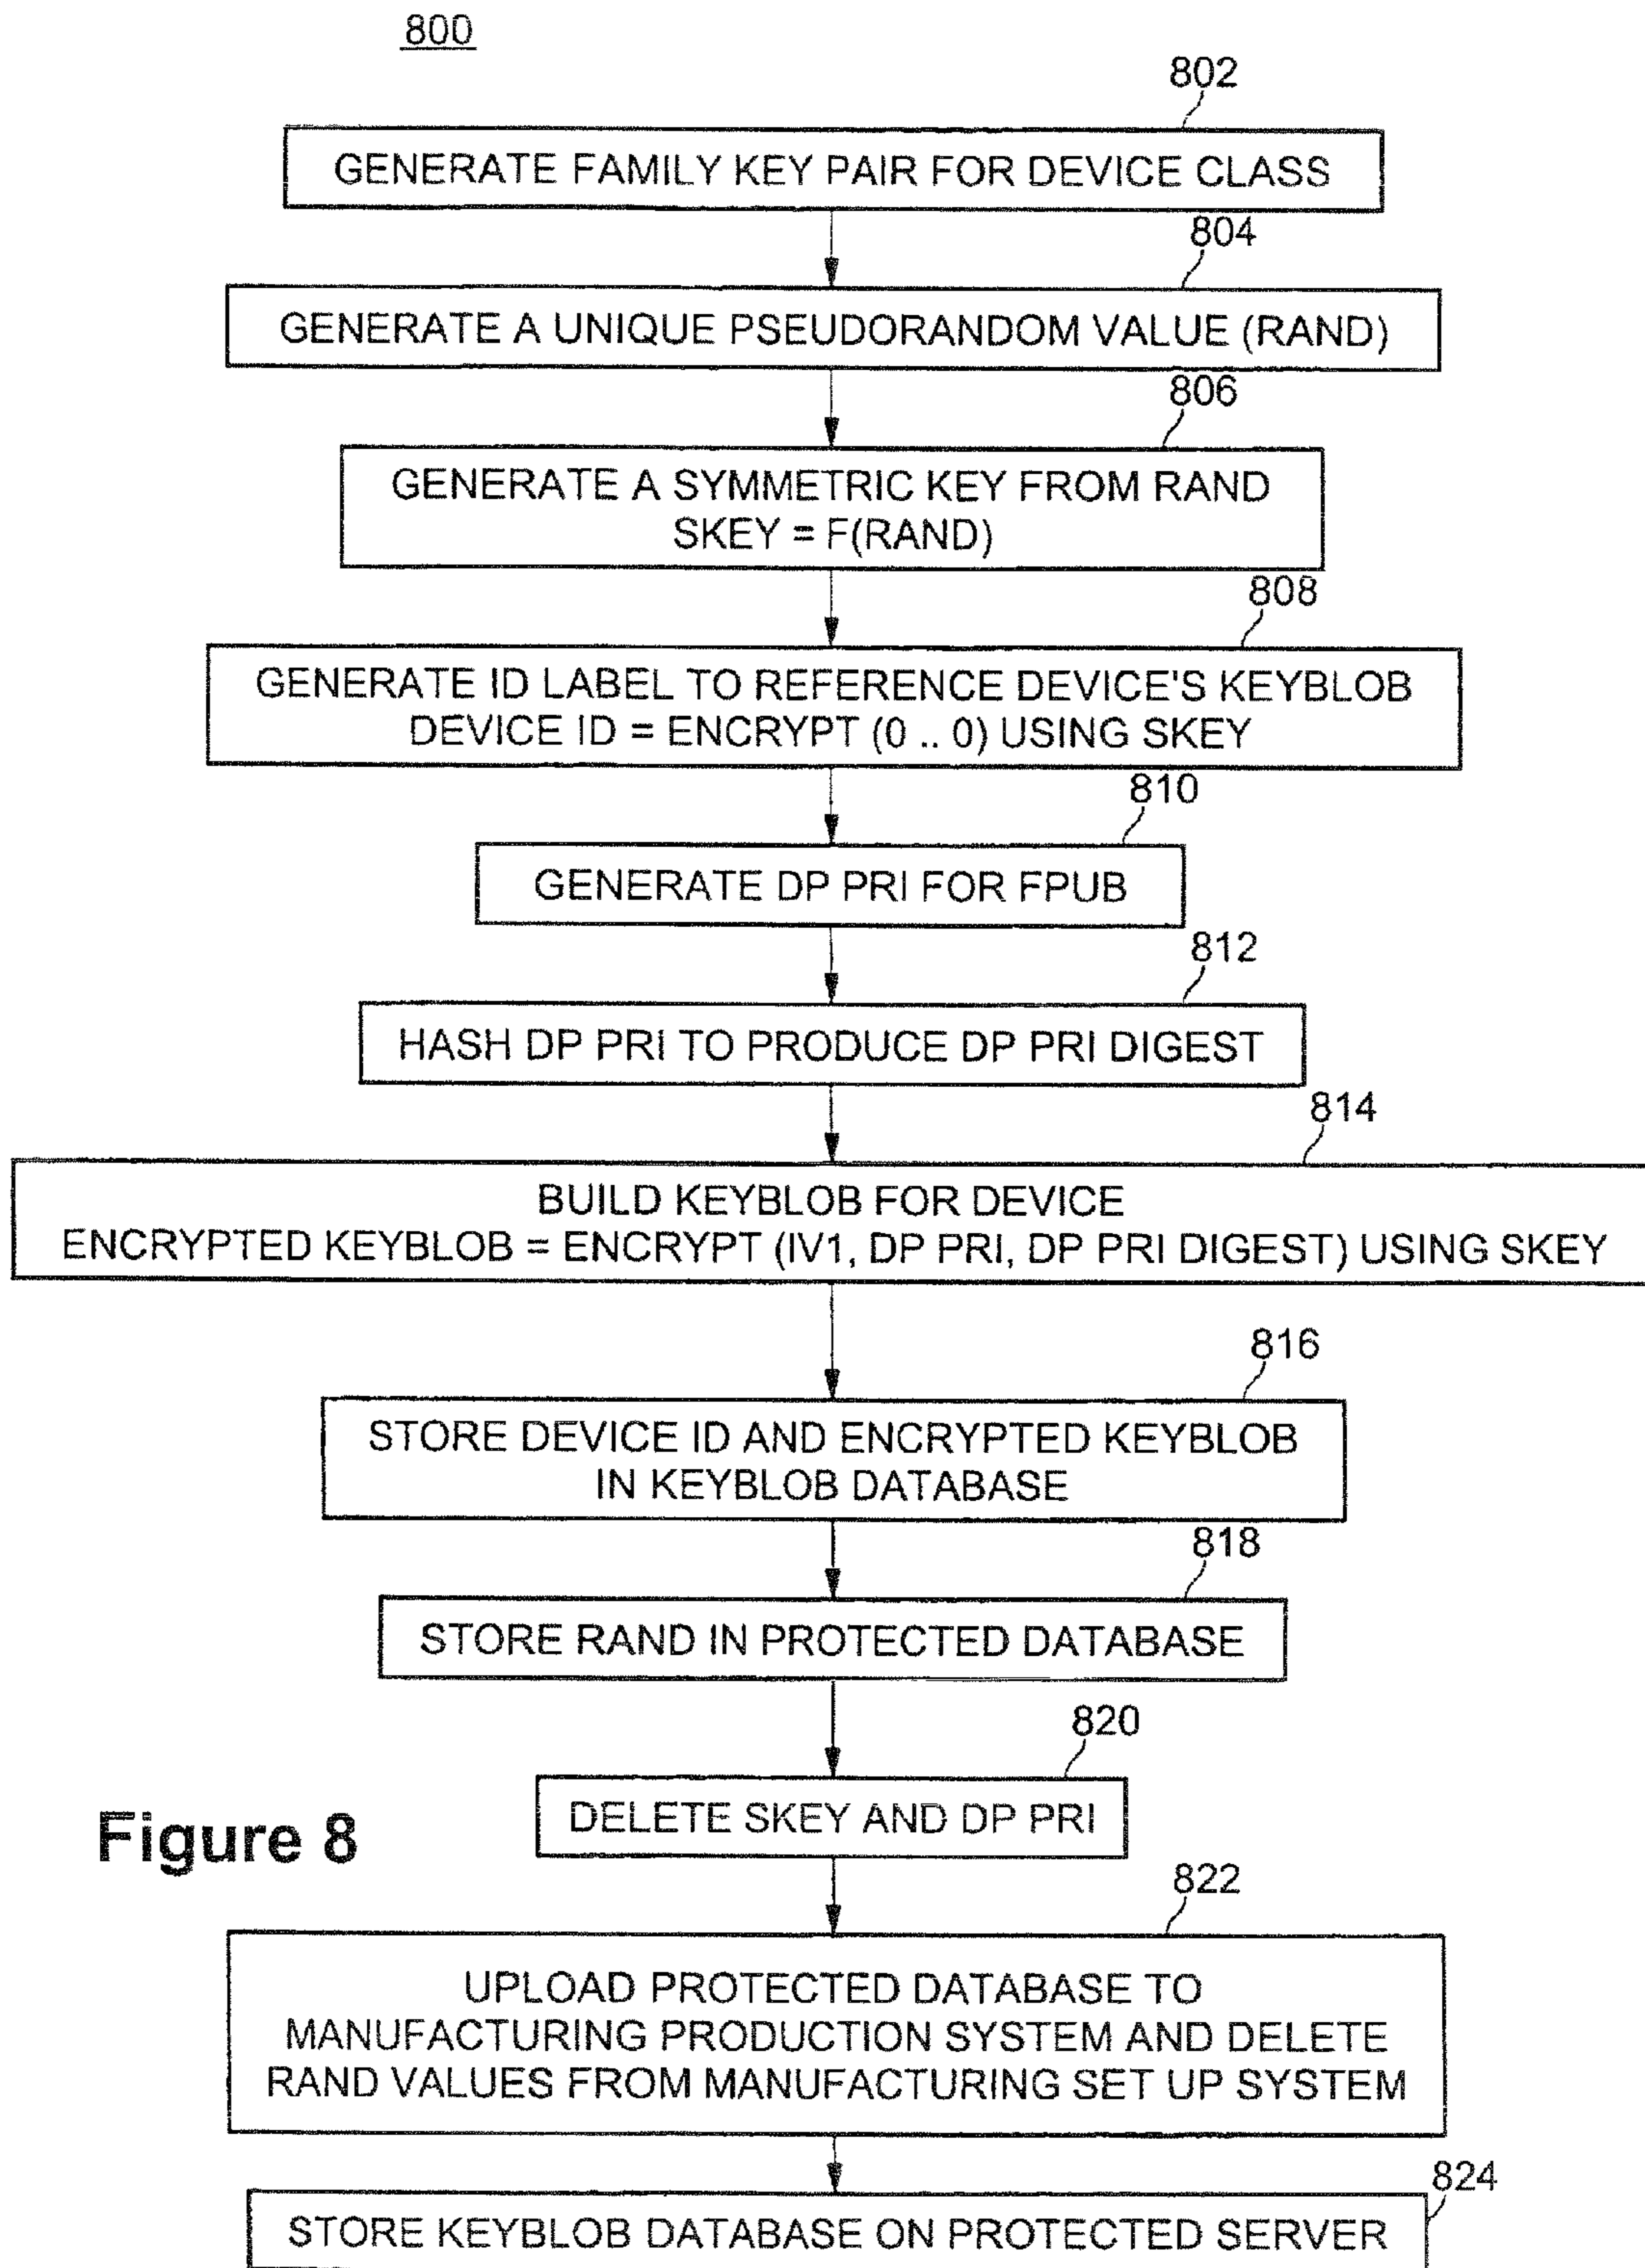 800
802
GENERATE FAMILY KEY PAIR FOR DEVICE CLASS
804
GENERATE A UNIQUE PSEUDORANDOM VALUE (RAND)
806
GENERATE A SYMMETRIC KEY FROM RAND
SKEY = F(RAND)
808
GENERATE ID LABEL TO REFERENCE DEVICE'S KEYBLOB
DEVICE ID = ENCRYPT (0 .. 0) USING SKEY
810
GENERATE DP PRI FOR FPUB
812
HASH DP PRI TO PRODUCE DP PRI DIGEST
814
BUILD KEYBLOB FOR DEVICE
ENCRYPTED KEYBLOB = ENCRYPT (IV1, DP PRI, DP PRI DIGEST) USING SKEY
816
STORE DEVICE ID AND ENCRYPTED KEYBLOB
IN KEYBLOB DATABASE
818
STORE RAND IN PROTECTED DATABASE
820
DELETE SKEY AND DP PRI
Figure 8
822
UPLOAD PROTECTED DATABASE TO
MANUFACTURING PRODUCTION SYSTEM AND DELETE
RAND VALUES FROM MANUFACTURING SET UP SYSTEM
824
STORE KEYBLOB DATABASE ON PROTECTED SERVER